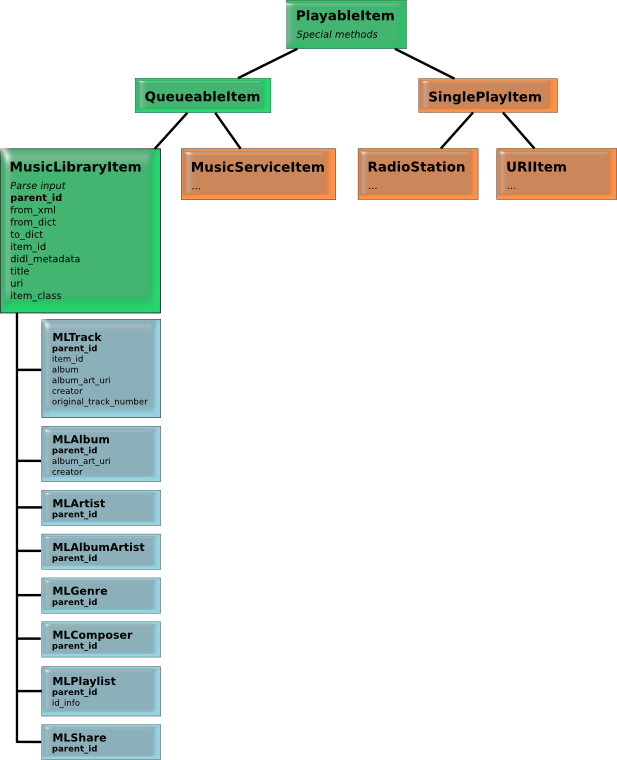 PlayableItem
Special methods
QueueableItem
SinglePlayItem
MusicLibraryItem
Parse input
parent_id
from_xml
from_dict
to_dict
item_id
didl_metadata
title
uri
item_class
MusicServiceItem
...
RadioStation
...
URIItem
...
MLTrack
parent_id
item_id
album
album_art_uri
creator
original_track_number
MLAlbum
parent_id
album_art_uri
creator
MLArtist
parent_id
MLAlbumArtist
parent_id
MLGenre
parent_id
MLComposer
parent_id
MLPlaylist
parent_id
id_info
MLShare
parent_id